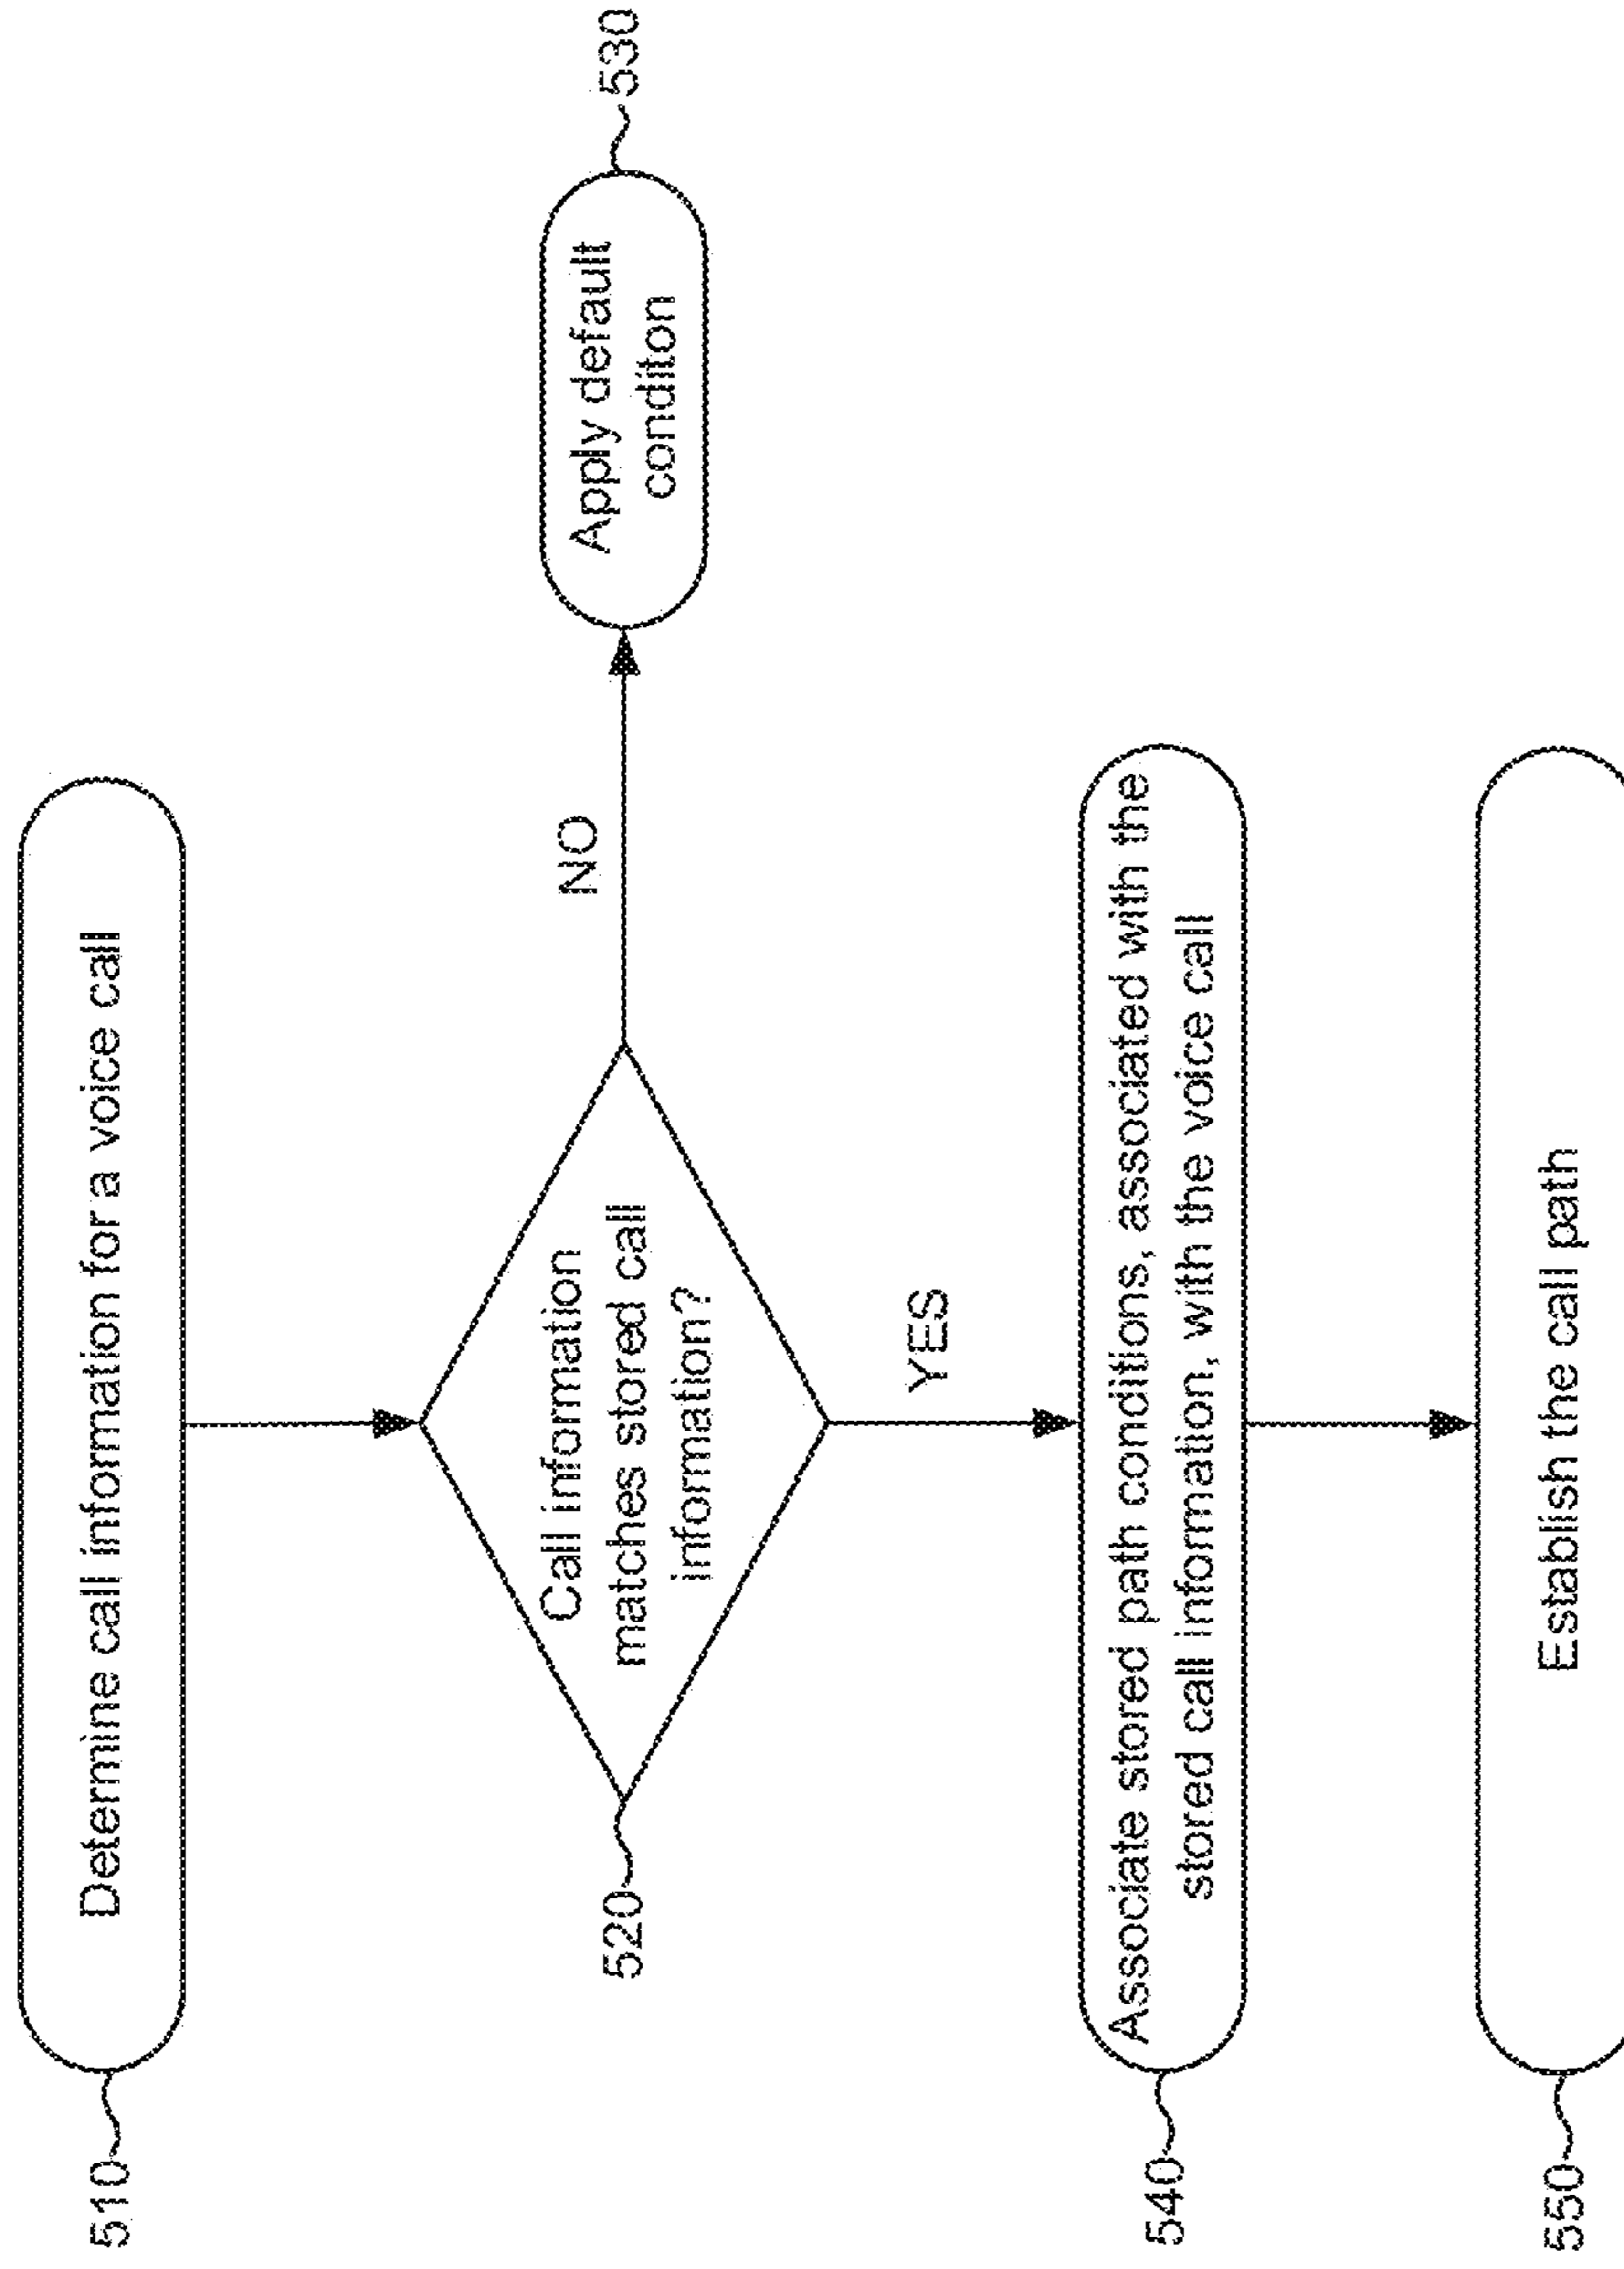 510
Determine call information for a voice call
520
Call information
matches stored call
information?
NO
Apply default
conditon
530
YES
540
Associate stored path conditions, associated with the
stored call information, with the voice call
550
Establish the call path